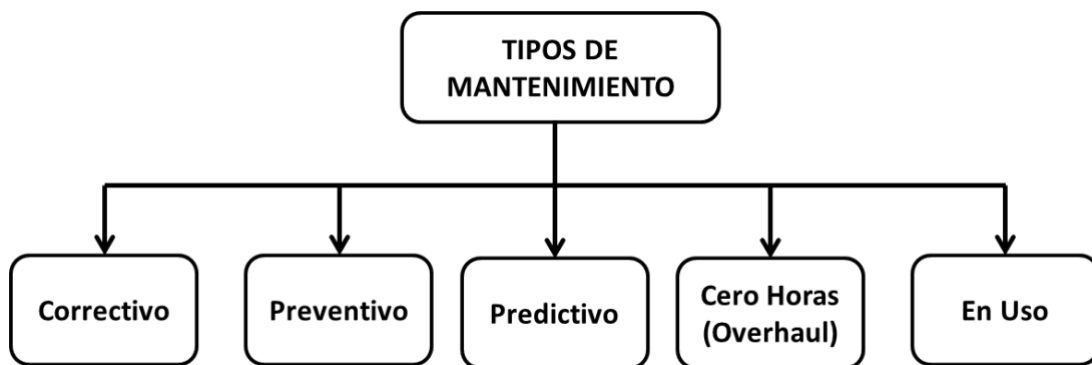 TIPOS DE
MANTENIMIENTO
Correctivo
Preventivo
Predictivo
Cero Horas
(Overhaul)
En Uso